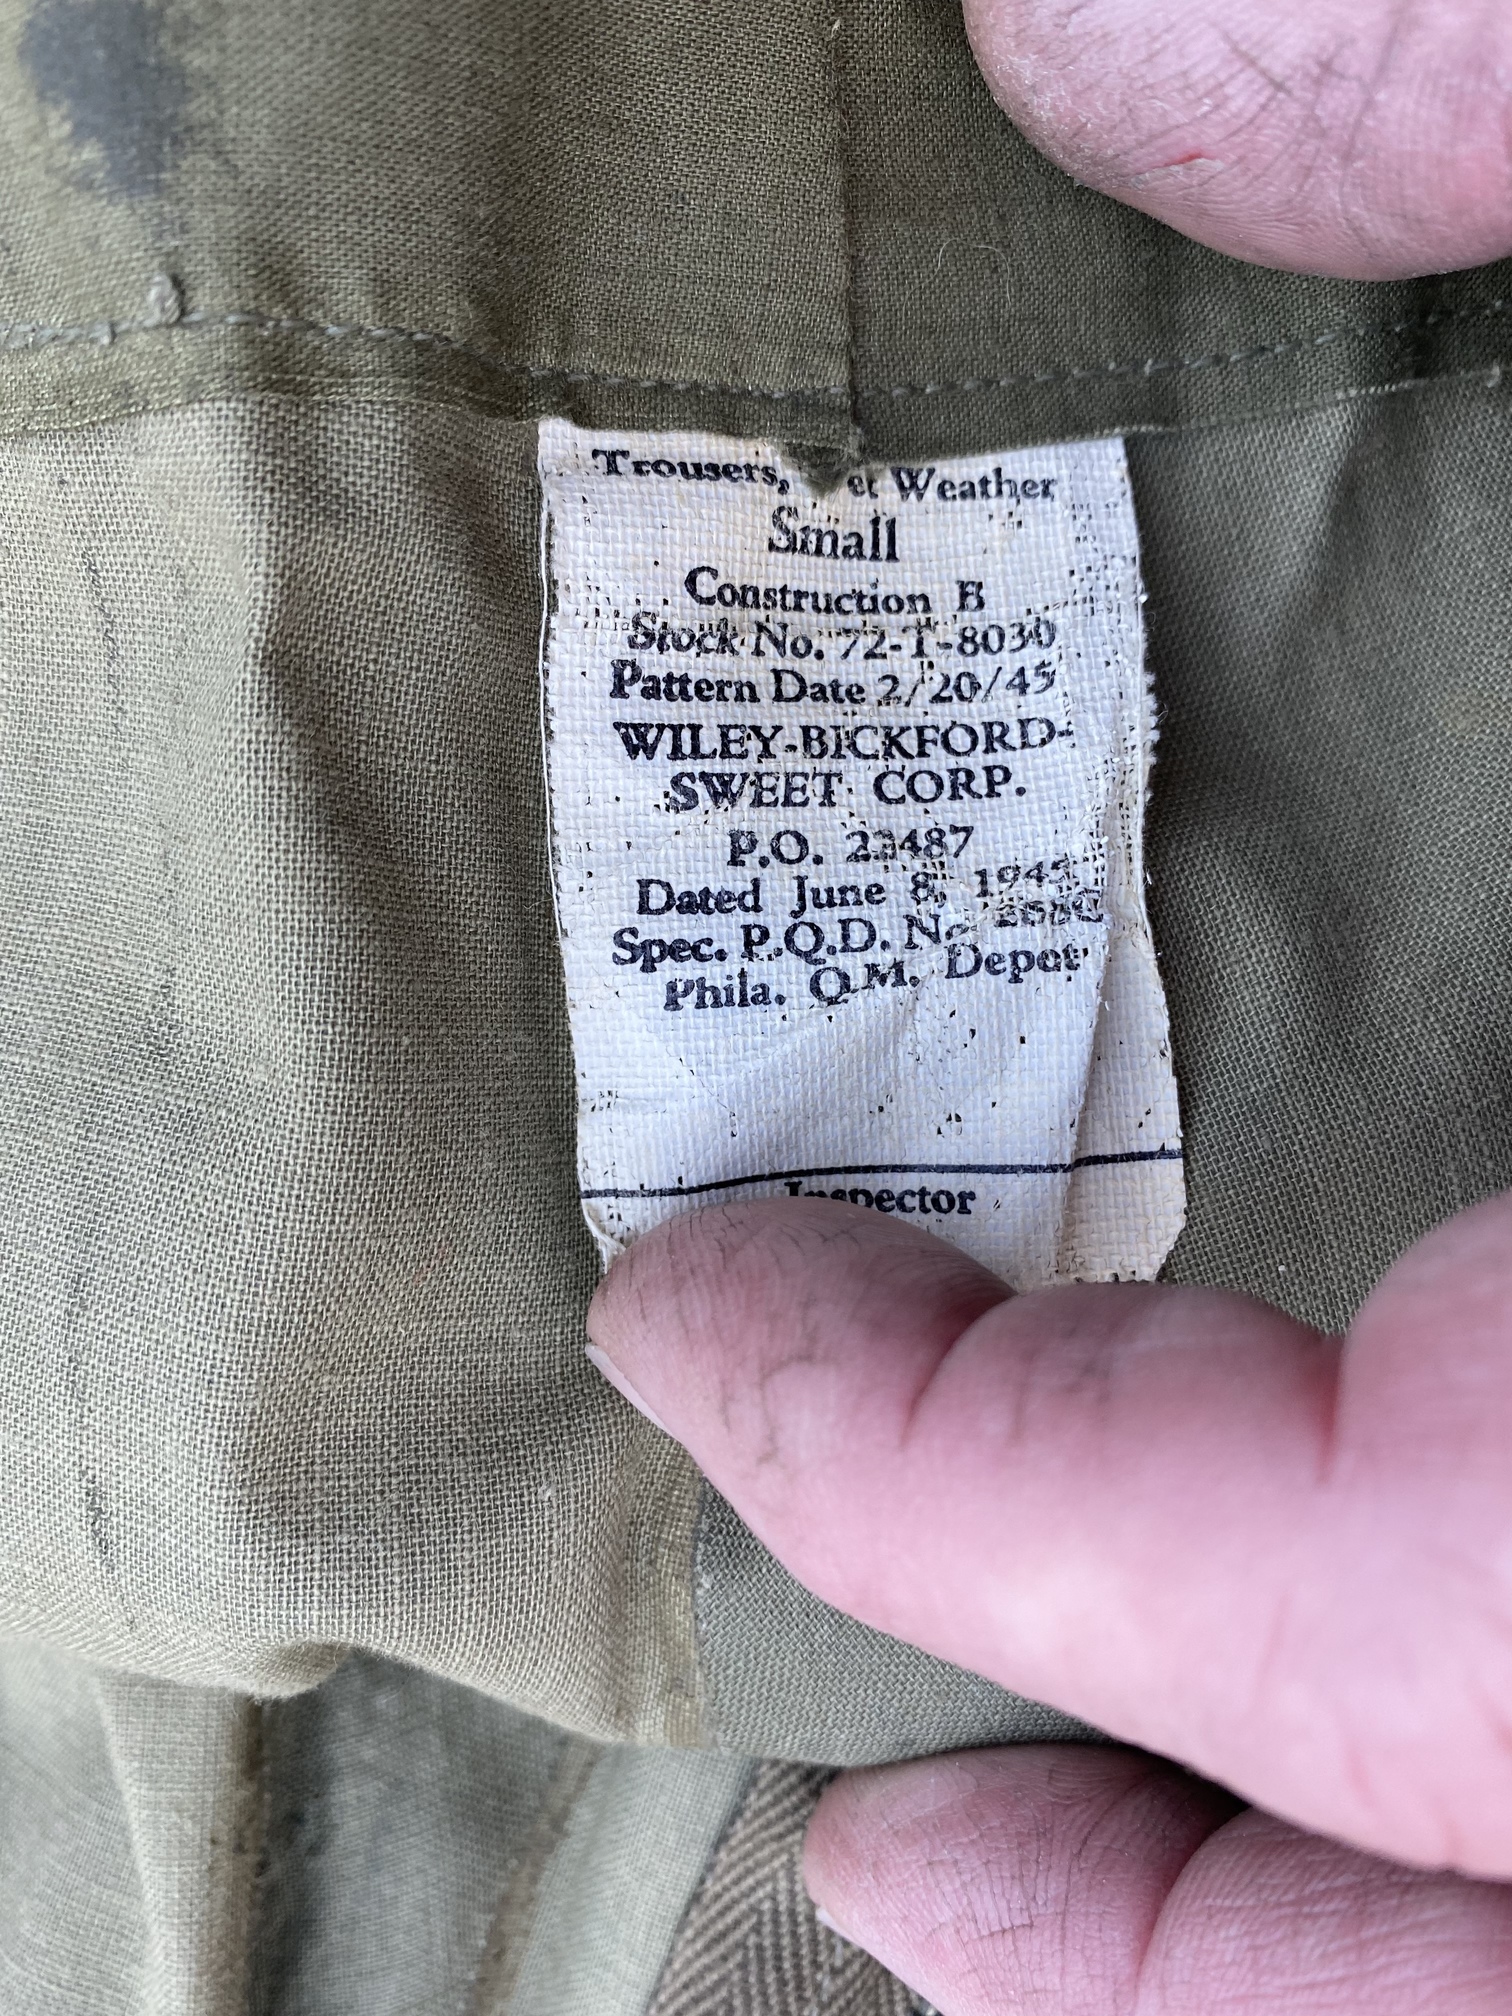 Trousers, et Weather
Small
Construction B
Stock No. 72-T-8030
Pattern Date 2/20/45
WILEY-BICKFORD-
SWEET CORP.
P.O. 23487
Dated June 8, 1945
Spec. P.Q.D. No.
Phila. Q.M. Depot
Inspector